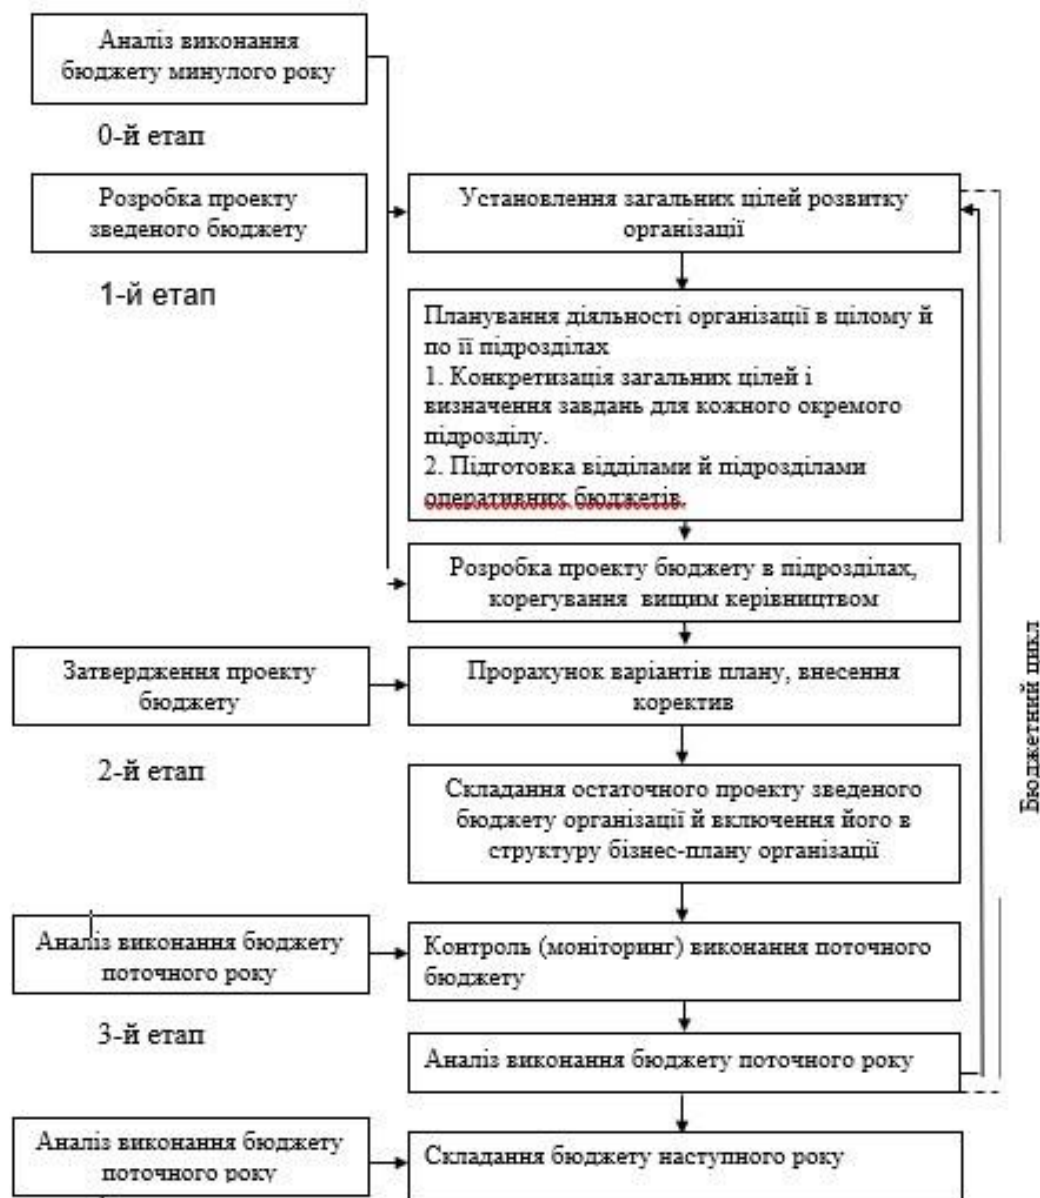 Аналіз виконання
бюджету минулого року
0-й етап
Розробка проекту
зведеного бюджету
1-й етап
Установлення загальних цілей розвитку
організації
Планування діяльності організації в цілому й
по її підрозділах
1. Конкретизація загальних цілей і
визначення завдань для кожного окремого
підрозділу.
2. Підготовка відділами й підрозділами
оперативних бюджетів.
Розробка проекту бюджету в підрозділах,
корегування вищим керівництвом
Затвердження проекту
бюджету
2-й етап
Прорахунок варіантів плану, внесення
коректив
Складання остаточного проекту зведеного
бюджету організації й включення його в
структуру бізнес-плану організації
Аналіз виконання бюджету
поточного року
3-й етап
Контроль (моніторинг) виконання поточного
бюджету
Аналіз виконання бюджету поточного року
Аналіз виконання бюджету
поточного року
Складання бюджету наступного року
Бюджетний цикл